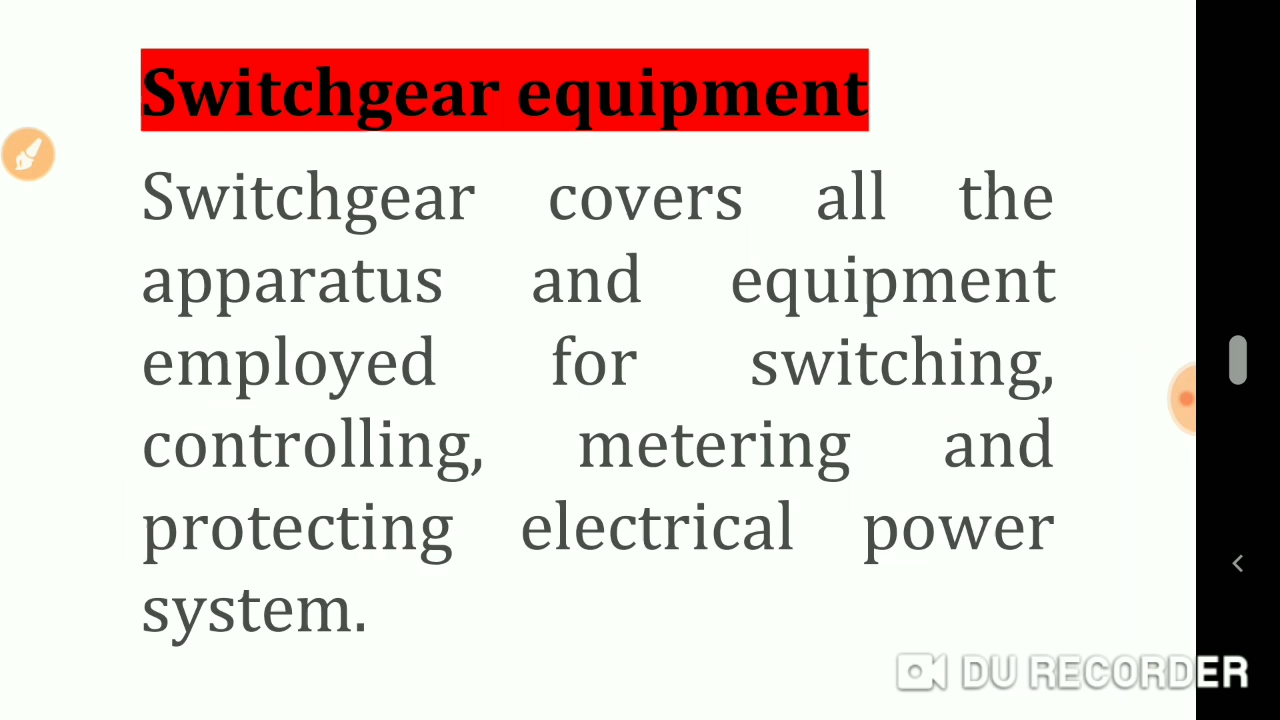 Switchgear equipment
Switchgear covers all the
apparatus and equipment
employed for switching,
controlling, metering and
protecting electrical power
system.
DU RECORDER